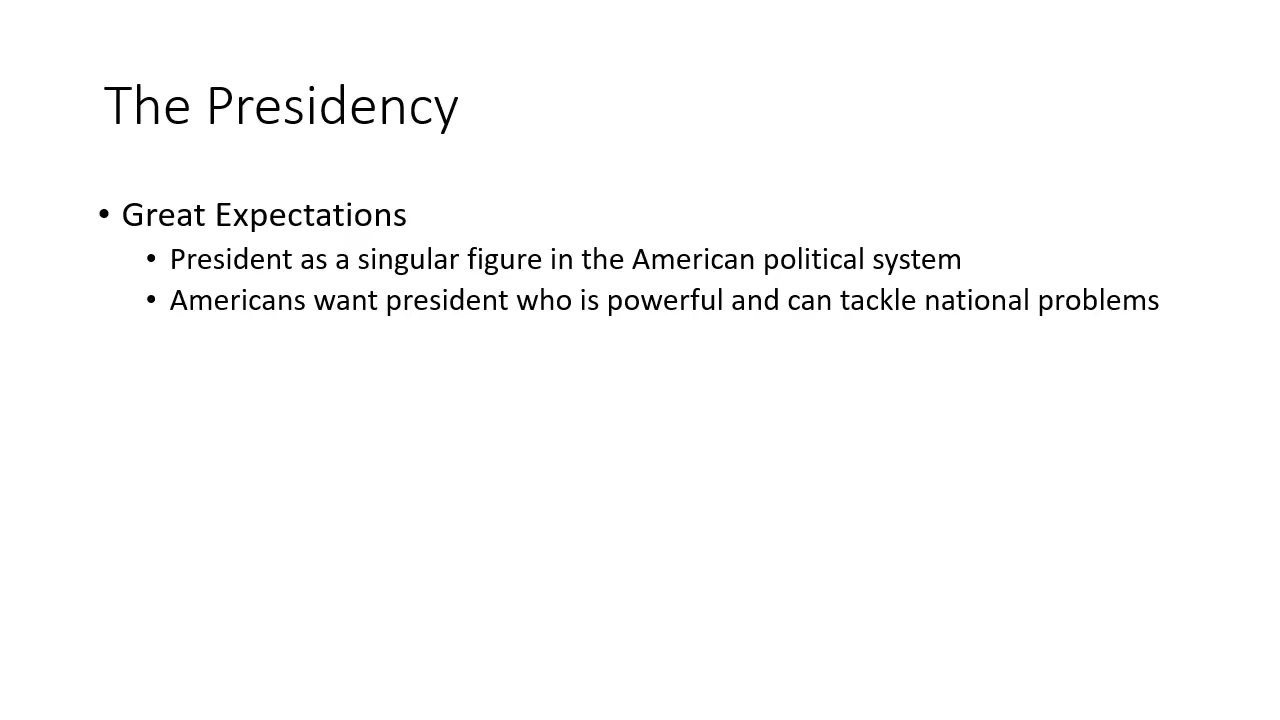 The Presidency
• Great Expectations
• President as a singular figure in the American political system
• Americans want president who is powerful and can tackle national problems